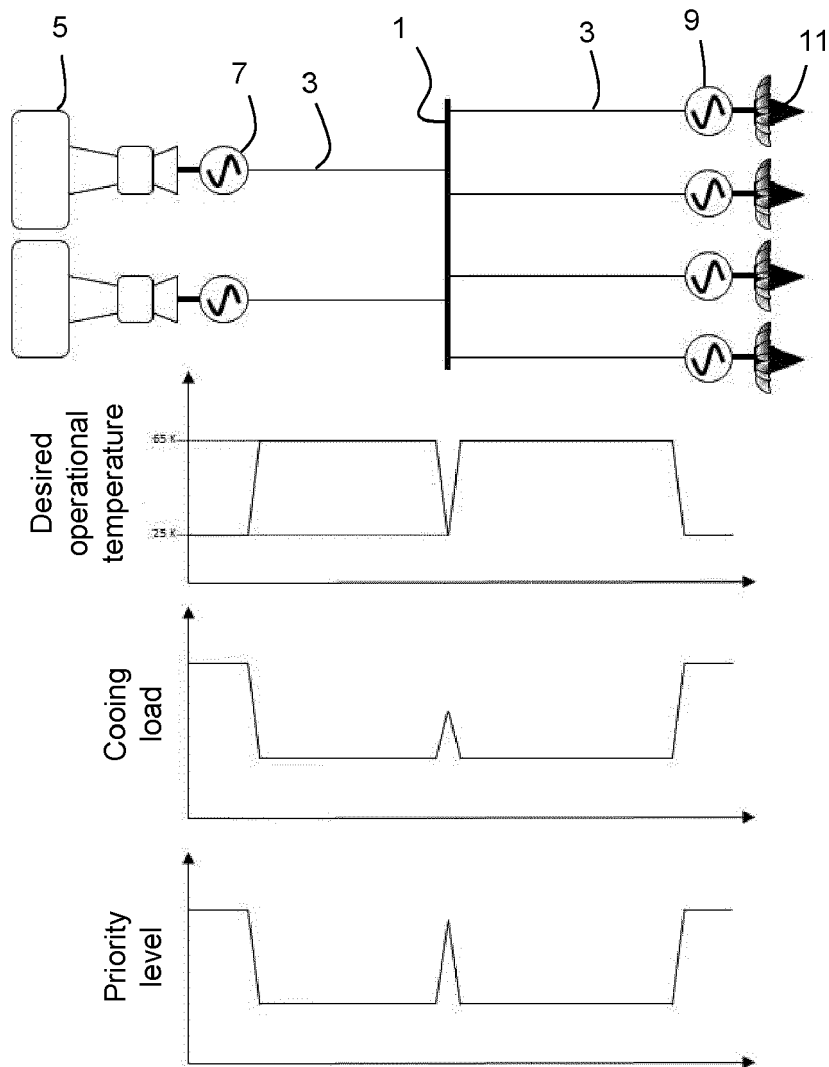 5
7
3
1
3
9
11
Desired
operational
temperature
65 K
25 K
Cooing
load
Priority
level